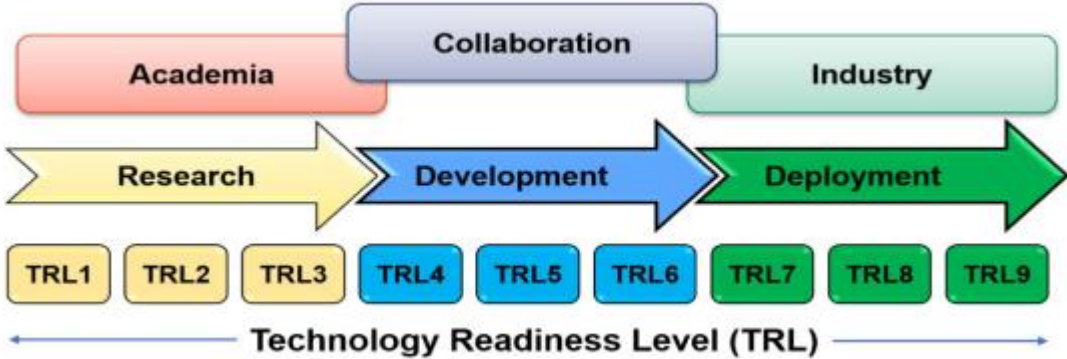 Collaboration
Academia
Industry
Research
Development
Deployment
TRL1
TRL2
TRL3
TRL4
TRL5
TRL6
TRL7
TRL8
TRL9
Technology Readiness Level (TRL)